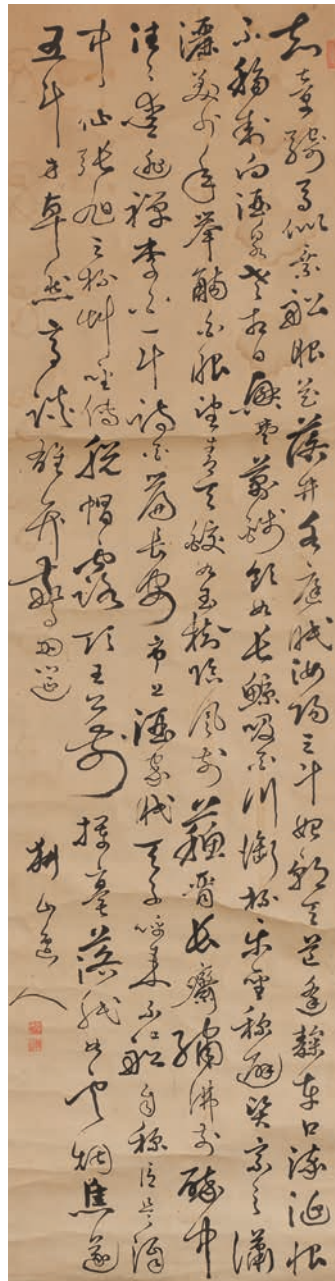 知章騎馬似乘船眼花落井水底眠汝陽三斗始朝天道逢麴車口流涎恨
不移封向酒泉左相日興費萬錢飲如長鯨吸百川銜杯樂聖稱避賢宗之瀟
灑美少年舉觴白眼望青天皎如玉樹臨風前蘇晉長齋繡佛前醉中
往々愛逃禪李白一斗詩百篇長安市上酒家眠天子呼來不上船自稱臣是酒
中仙張旭三杯草聖傳脫帽露頂王公前揮毫落紙如雲烟焦遂
五斗方卓然高談雄弁驚四筵
山人